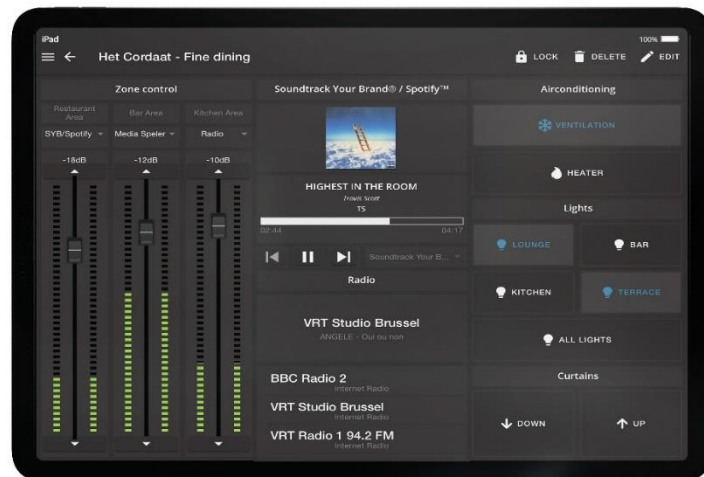 iPad
100%
Het Cordaat - Fine dining
LOCK
DELETE
EDIT
Zone control
Restaurant
Area
Bar Area
Kitchen Area
SYB/Spotify
Media Speler
Radio
-18dB
-12dB
-10dB
Soundtrack Your Brand® / Spotify™
HIGHEST IN THE ROOM
Travis Scott
TS
02:44
04:17
Soundtrack Your B...
Radio
VRT Studio Brussel
ANGELE - Oui ou non
BBC Radio 2
Internet Radio
VRT Studio Brussel
Internet Radio
VRT Radio 1 94.2 FM
Internet Radio
Airconditioning
VENTILATION
HEATER
Lights
LOUNGE
BAR
KITCHEN
TERRACE
ALL LIGHTS
Curtains
DOWN
UP